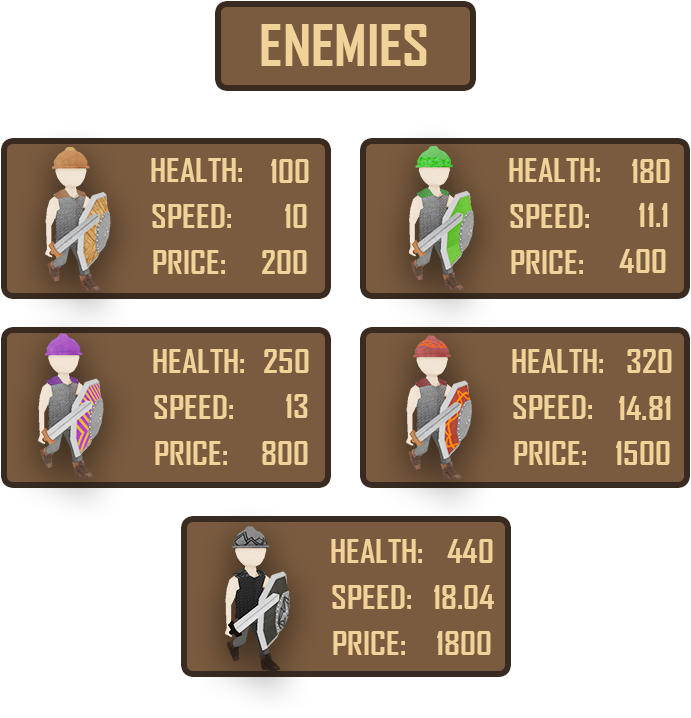 ENEMIES
HEALTH: 100
SPEED: 10
PRICE: 200
HEALTH: 180
SPEED: 11.1
PRICE: 400
HEALTH: 250
SPEED: 13
PRICE: 800
HEALTH: 320
SPEED: 14.81
PRICE: 1500
HEALTH: 440
SPEED: 18.04
PRICE: 1800